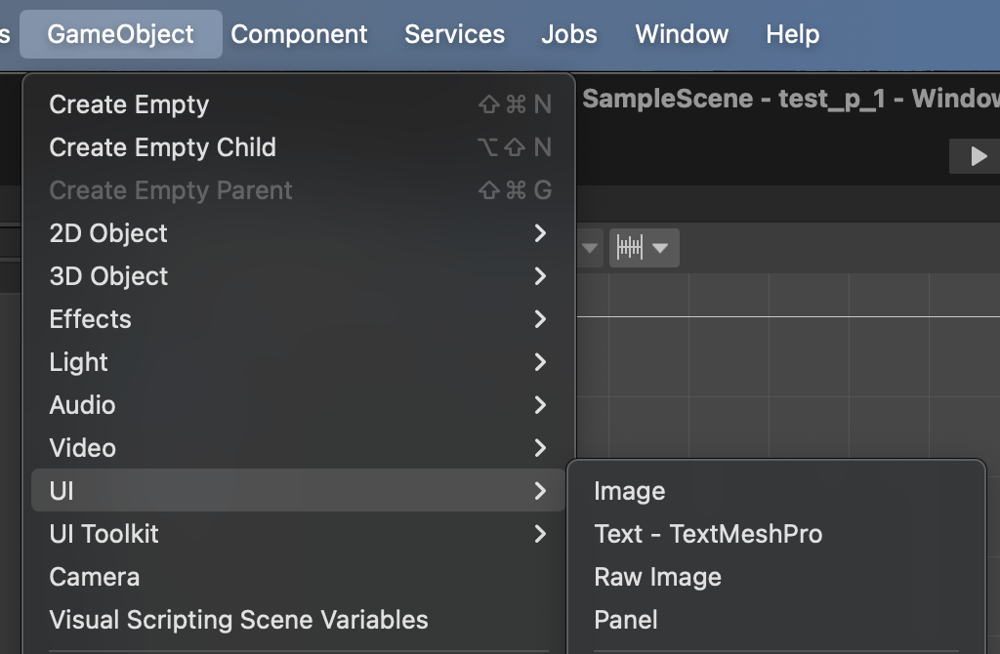 s GameObject Component Services Jobs Window Help
SampleScene - test_p_1 - Window
Create Empty ⇧⌘N
Create Empty Child ⌥⇧N
Create Empty Parent ⇧⌘G
2D Object
3D Object
Effects
Light
Audio
Video
UI
UI Toolkit
Camera
Visual Scripting Scene Variables
Image
Text - TextMeshPro
Raw Image
Panel